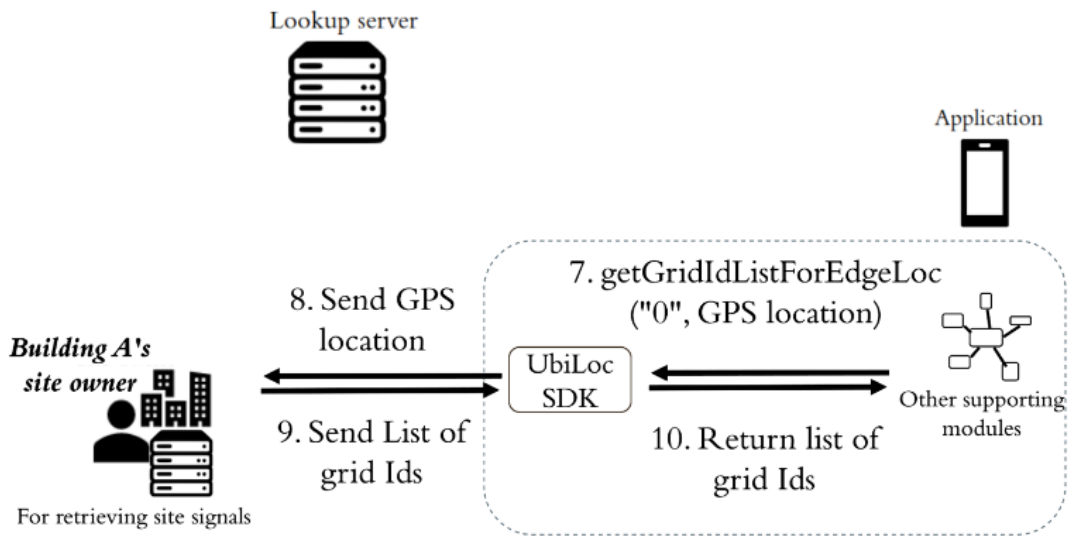 Lookup server
Application
7. getGridIdListForEdgeLoc
("0", GPS location)
8. Send GPS
location
Building A's
site owner
UbiLoc
SDK
Other supporting
modules
9. Send List of
grid Ids
10. Return list of
grid Ids
For retrieving site signals